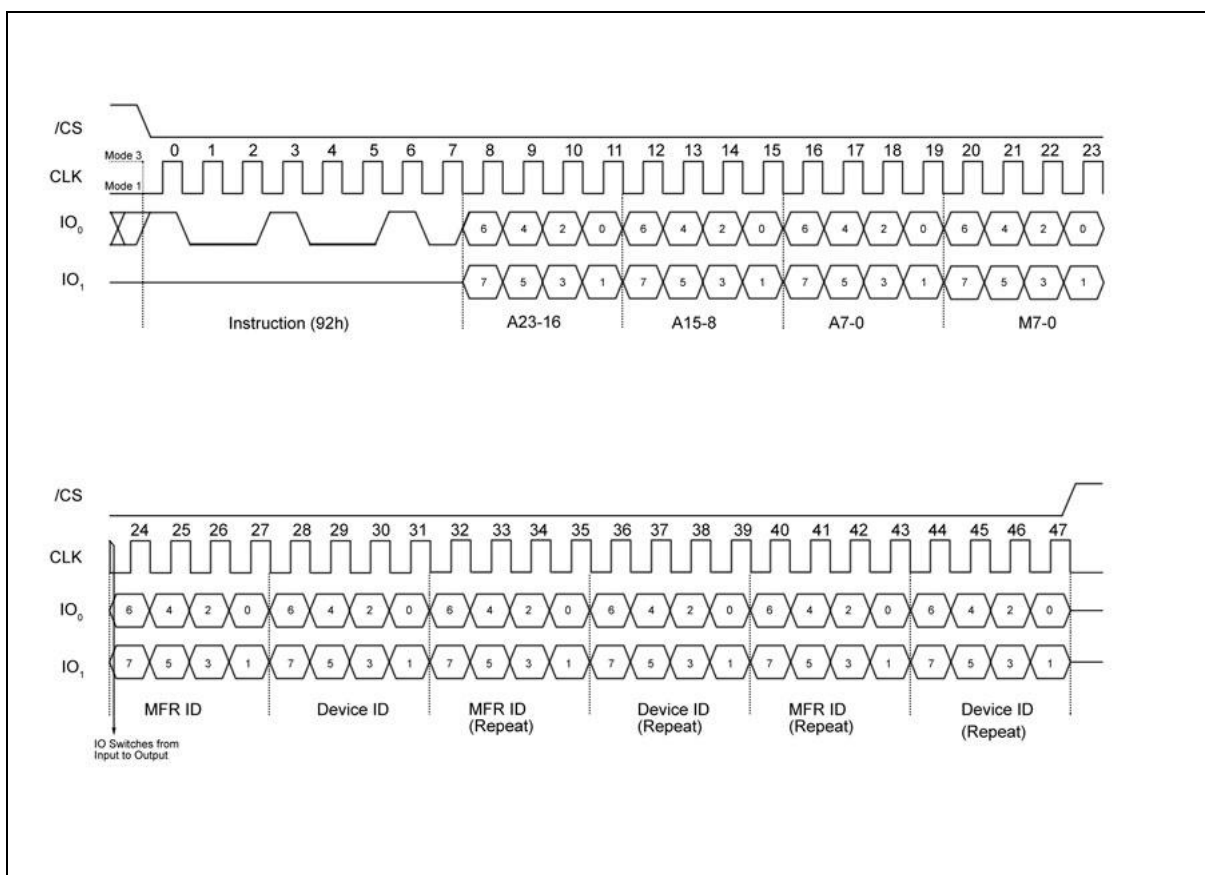 /CS
Mode 3
0 1 2 3 4 5 6 7 8 9 10 11 12 13 14 15 16 17 18 19 20 21 22 23
CLK
Mode 1
IO0 6 4 2 0 6 4 2 0 6 4 2 0 6 4 2 0
IO1 7 5 3 1 7 5 3 1 7 5 3 1 7 5 3 1
Instruction (92h) A23-16 A15-8 A7-0 M7-0
/CS
24 25 26 27 28 29 30 31 32 33 34 35 36 37 38 39 40 41 42 43 44 45 46 47
CLK
IO0 6 4 2 0 6 4 2 0 6 4 2 0 6 4 2 0 6 4 2 0 6 4 2 0
IO1 7 5 3 1 7 5 3 1 7 5 3 1 7 5 3 1 7 5 3 1 7 5 3 1
MFR ID Device ID MFR ID Device ID MFR ID Device ID
(Repeat) (Repeat) (Repeat) (Repeat)
IO Switches from
Input to Output